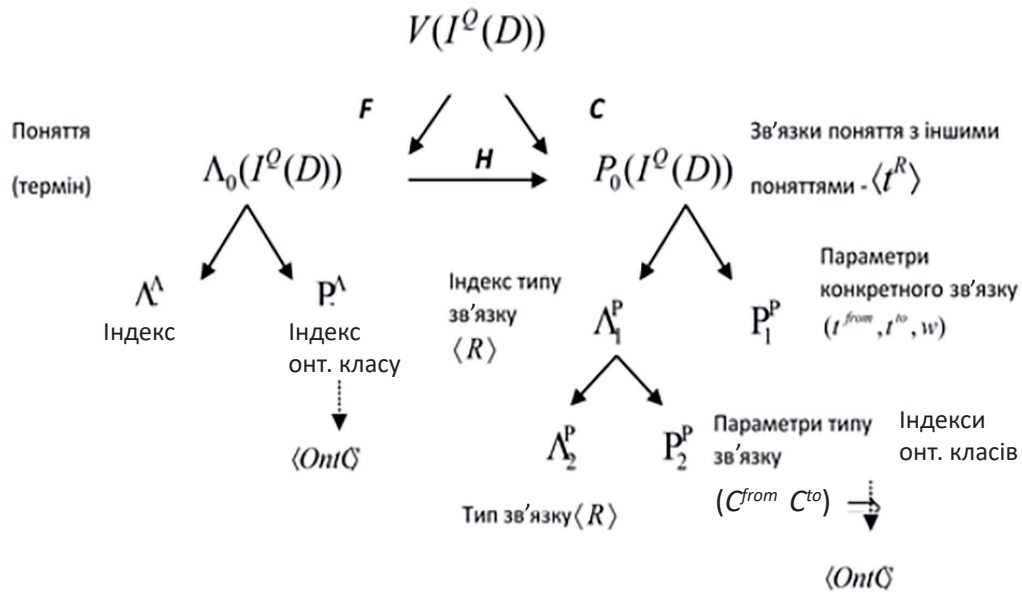 V(I^Q(D))
F
C
Поняття
(термін)
Λ₀(I^Q(D))
H
P₀(I^Q(D))
Зв’язки поняття з іншими
поняттями - ⟨t^R⟩
Λ^Λ
Індекс
P^Λ
Індекс
онт. класу
⟨OntC⟩
Індекс типу
зв’язку
⟨R⟩
Λ₁^P
P₁^P
Параметри
конкретного зв’язку
(t^from, t^to, w)
Λ₂^P
P₂^P
Тип зв’язку⟨R⟩
Параметри типу
зв’язку
(C^from C^to)
Індекси
онт. класів
⟨OntC⟩